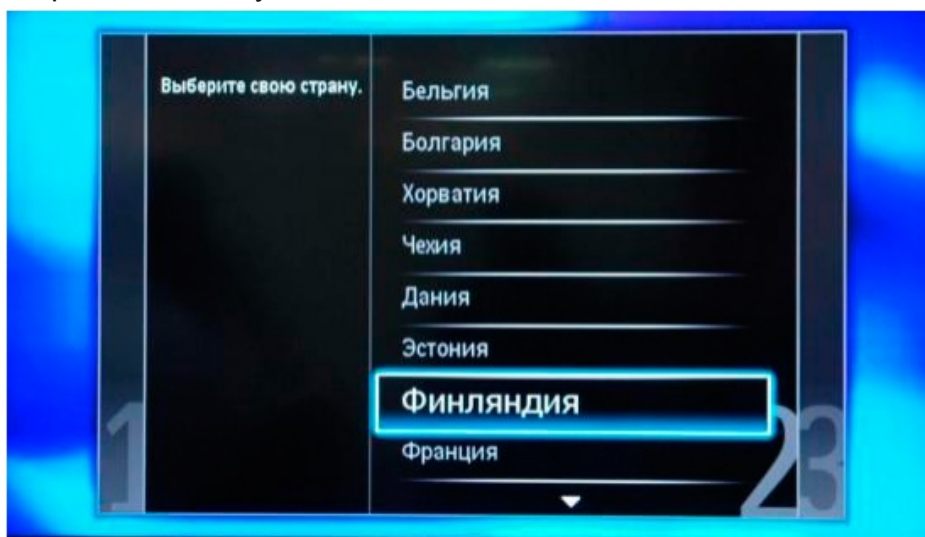 Выберите свою страну.
Бельгия
Болгария
Хорватия
Чехия
Дания
Эстония
Финляндия
Франция
1
2
3